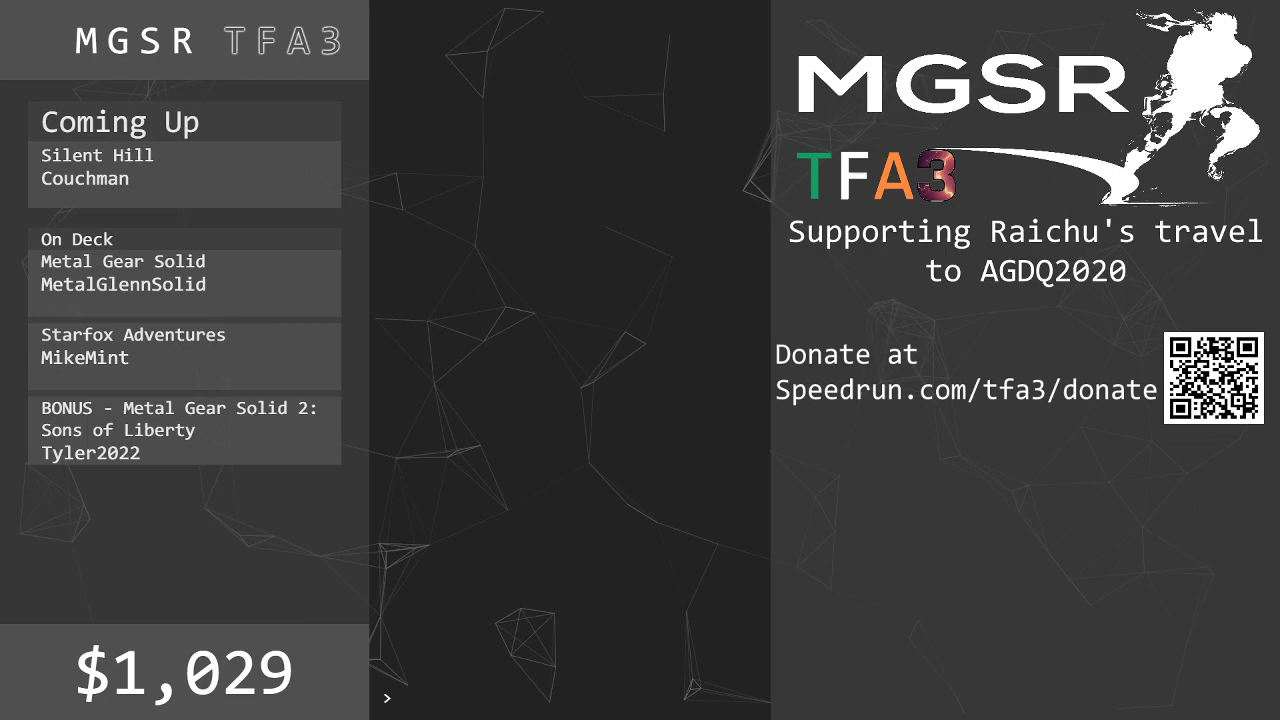 MGSR TFA3
Coming Up
Silent Hill
Couchman
On Deck
Metal Gear Solid
MetalGlennSolid
Starfox Adventures
MikeMint
BONUS - Metal Gear Solid 2:
Sons of Liberty
Tyler2022
$1,029
>
MGSR
TFA3
Supporting Raichu's travel
to AGDQ2020
Donate at
Speedrun.com/tfa3/donate